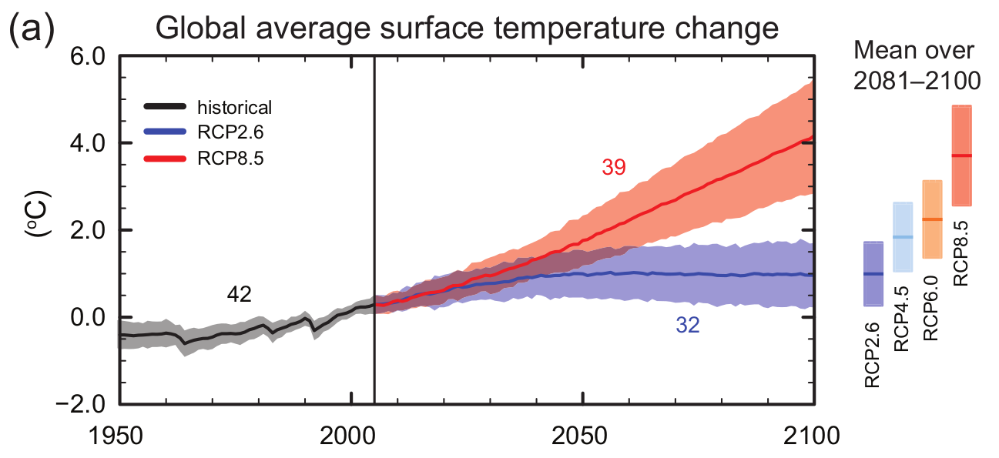 (a)
Global average surface temperature change
6.0
4.0
2.0
0.0
−2.0
(°C)
historical
RCP2.6
RCP8.5
42
39
32
1950
2000
2050
2100
Mean over
2081–2100
RCP2.6
RCP4.5
RCP6.0
RCP8.5